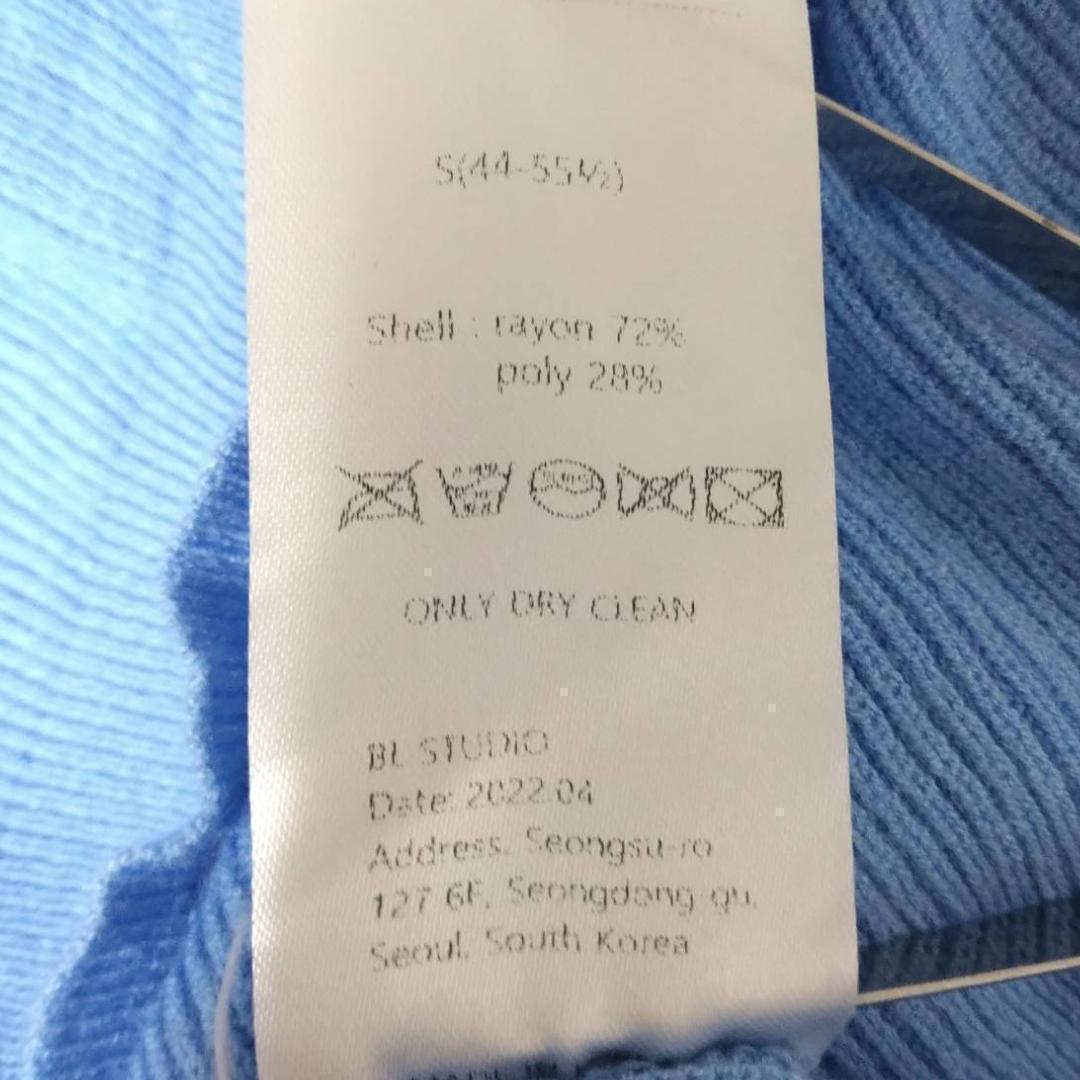 S(44-55½)
Shell : rayon 72%
poly 28%
ONLY DRY CLEAN
BL STUDIO
Date: 2022.04
Address. Seongsu-ro
127 6F, Seongdong-gu,
Seoul. South Korea